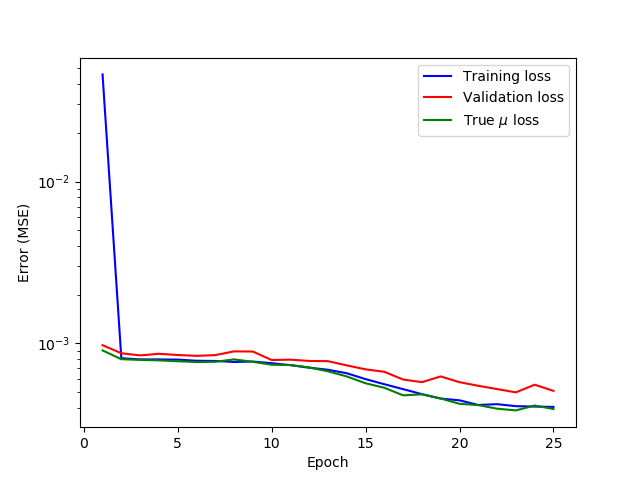 Training loss
Validation loss
True μ loss
10⁻²
10⁻³
Error (MSE)
0 5 10 15 20 25
Epoch